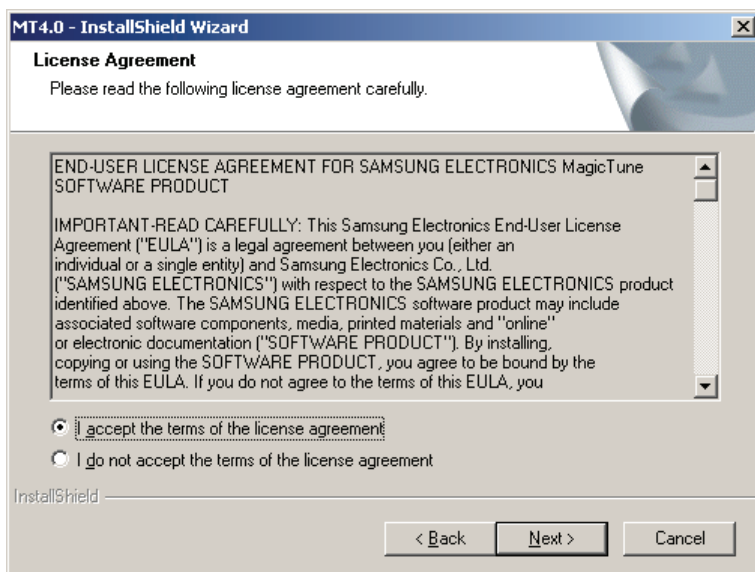 MT4.0 - InstallShield Wizard
License Agreement
Please read the following license agreement carefully.
END-USER LICENSE AGREEMENT FOR SAMSUNG ELECTRONICS MagicTune
SOFTWARE PRODUCT
IMPORTANT-READ CAREFULLY: This Samsung Electronics End-User License
Agreement ("EULA") is a legal agreement between you (either an
individual or a single entity) and Samsung Electronics Co., Ltd.
("SAMSUNG ELECTRONICS") with respect to the SAMSUNG ELECTRONICS product
identified above. The SAMSUNG ELECTRONICS software product may include
associated software components, media, printed materials and "online"
or electronic documentation ("SOFTWARE PRODUCT"). By installing,
copying or using the SOFTWARE PRODUCT, you agree to be bound by the
terms of this EULA. If you do not agree to the terms of this EULA, you
I accept the terms of the license agreement
I do not accept the terms of the license agreement
InstallShield
< Back
Next >
Cancel